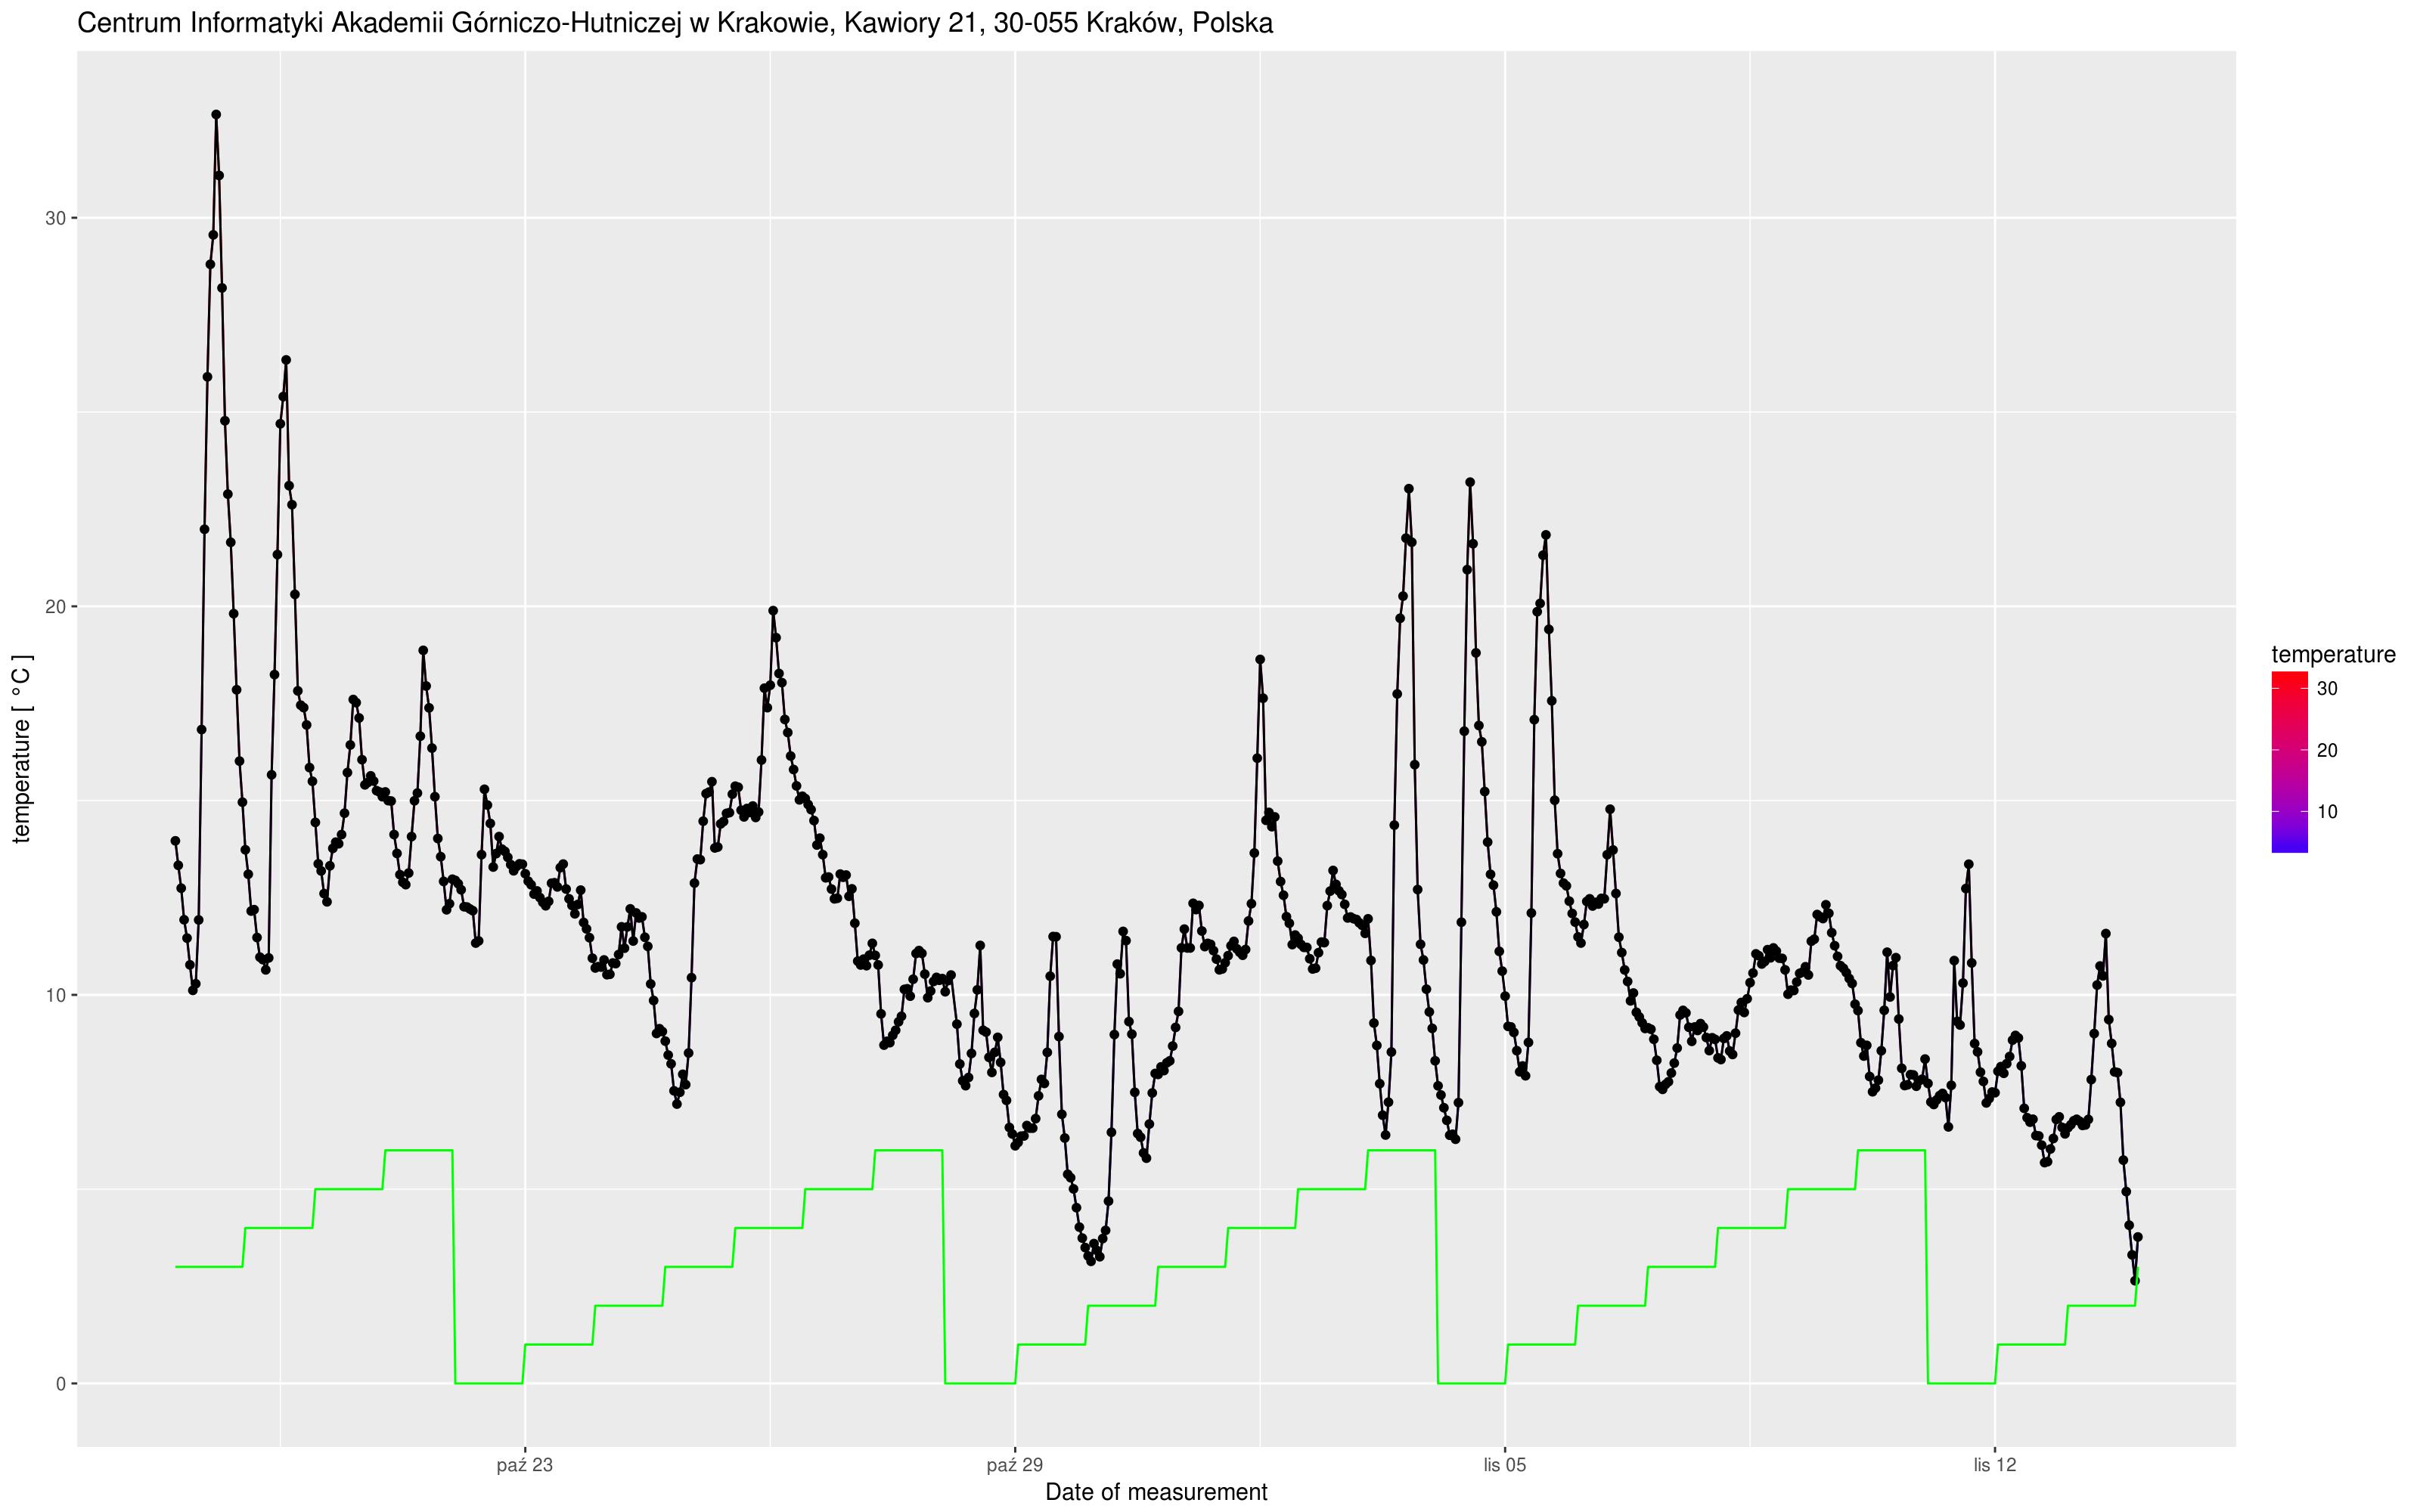 Centrum Informatyki Akademii Górniczo-Hutniczej w Krakowie, Kawiory 21, 30-055 Kraków, Polska
temperature [ °C ]
30
20
10
0
paź 23
paź 29
lis 05
lis 12
Date of measurement
temperature
30
20
10